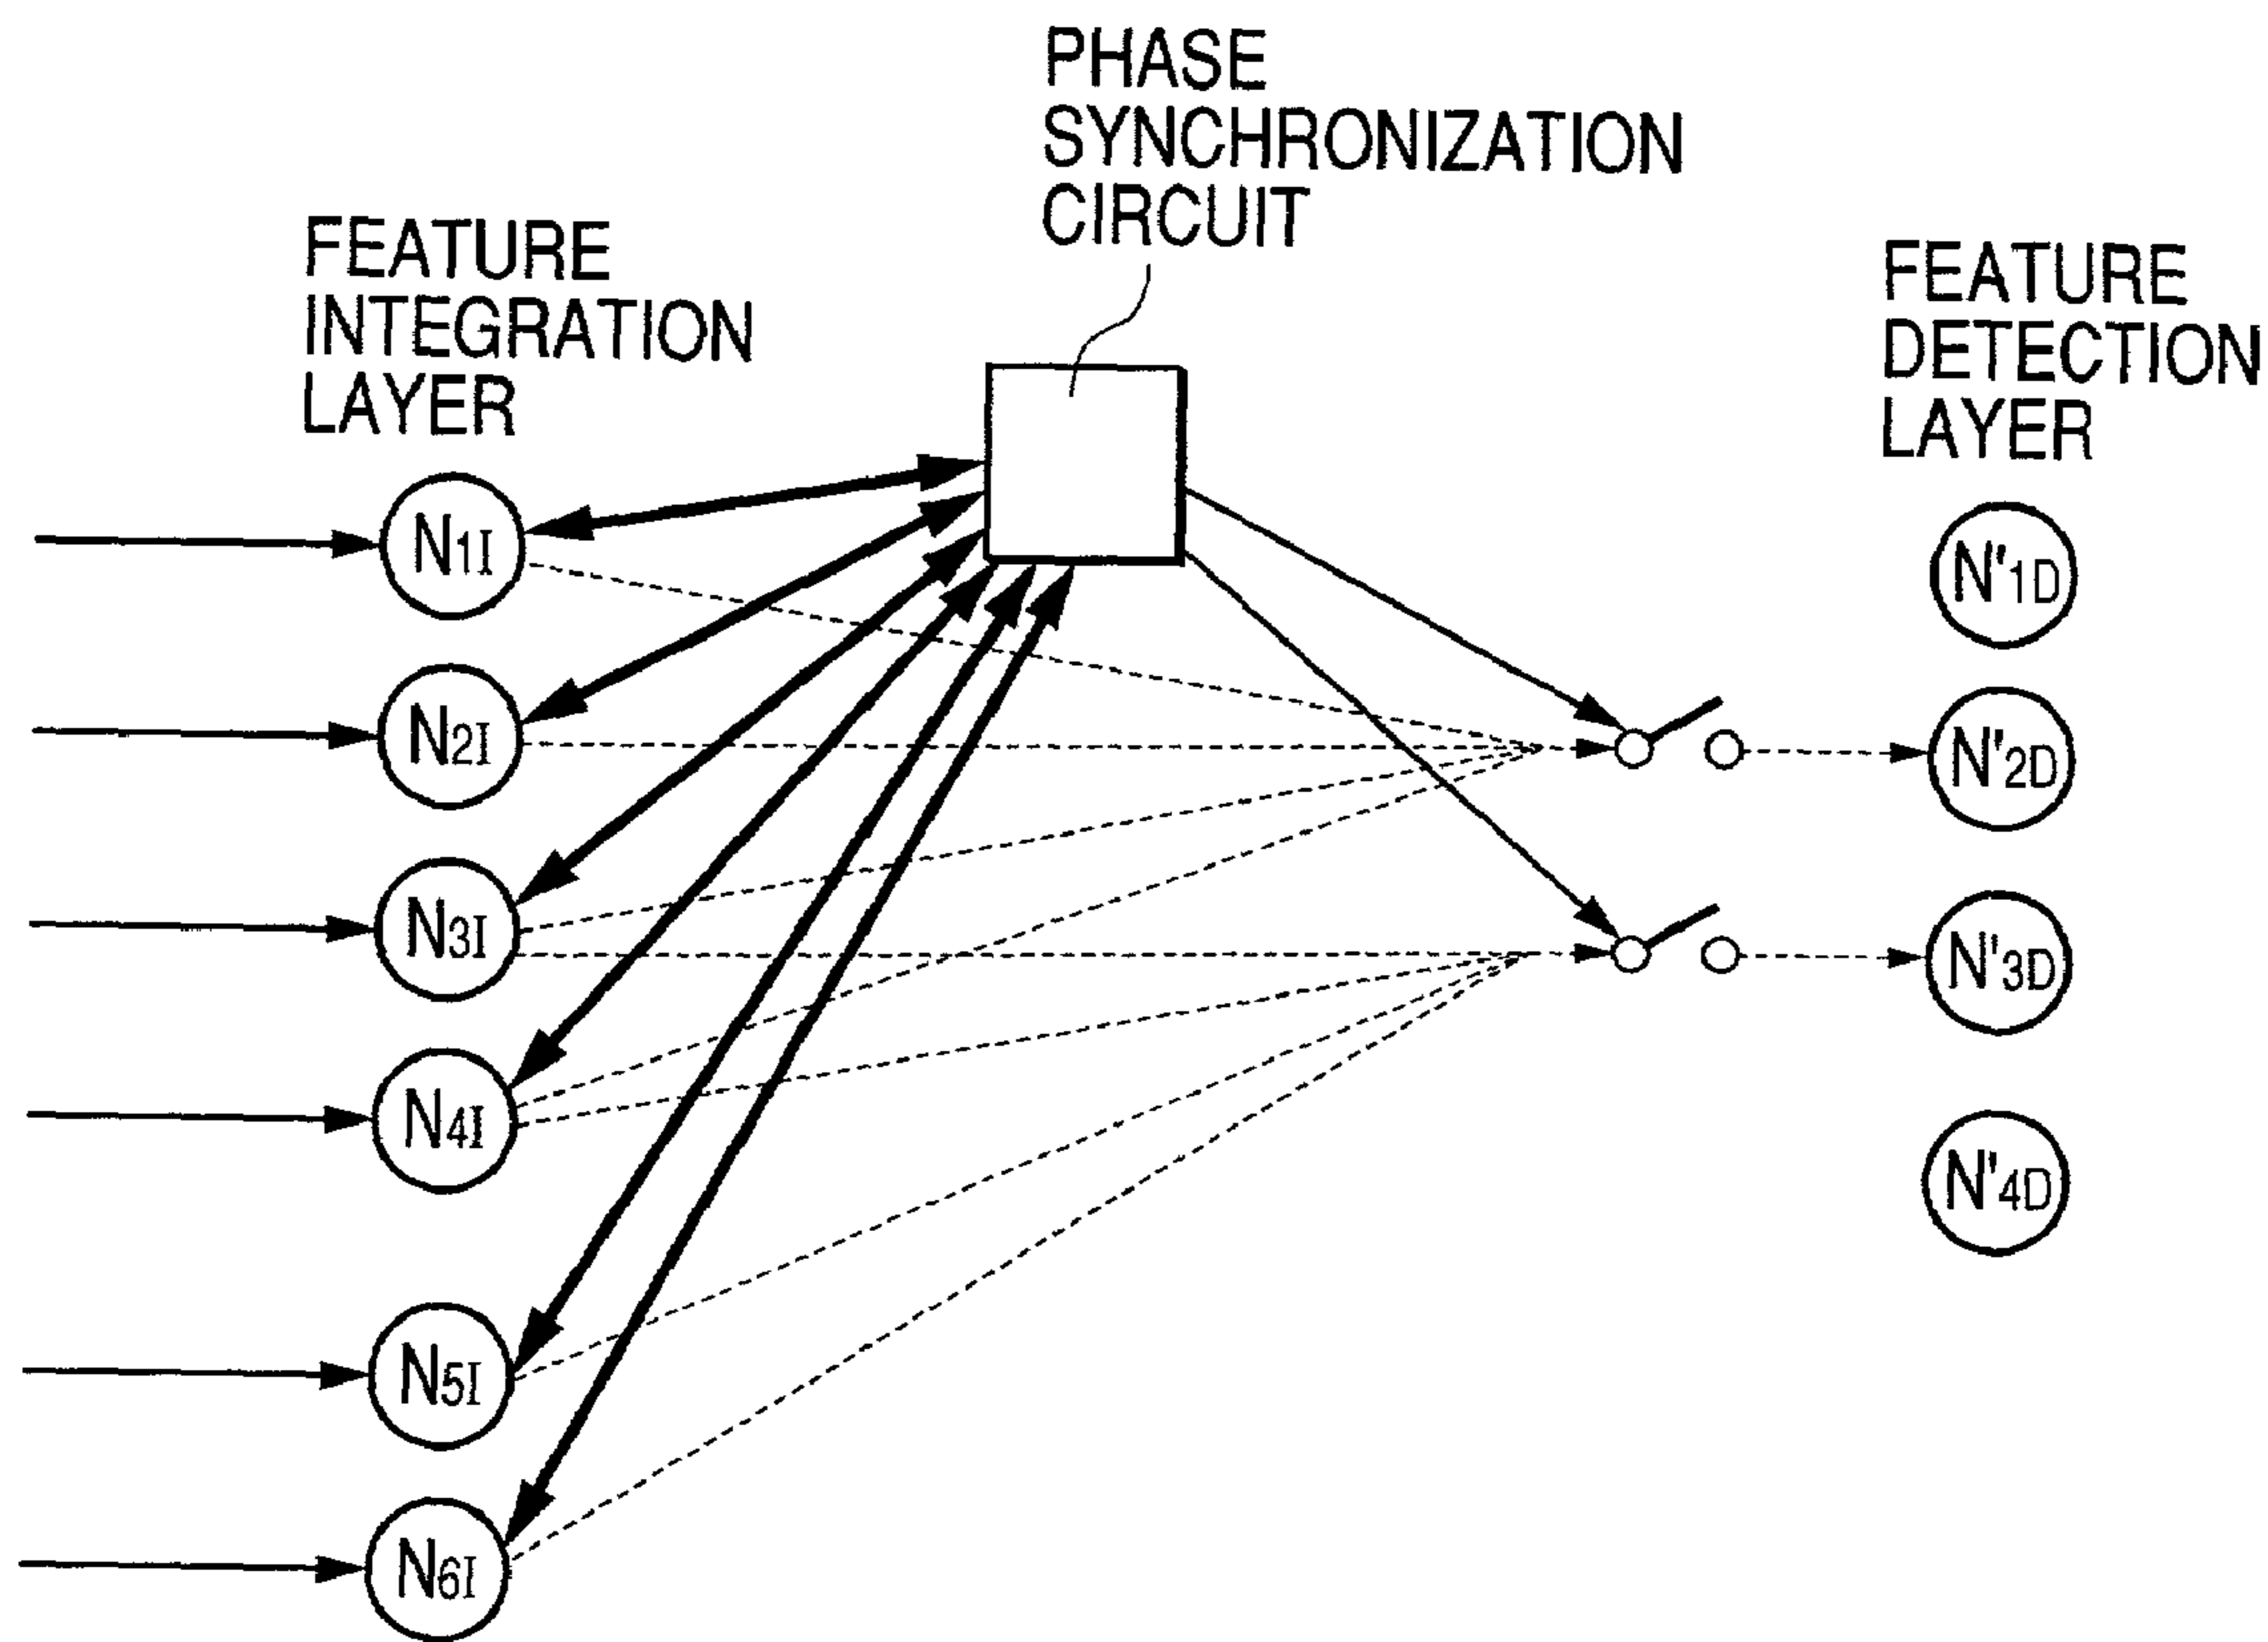 PHASE
SYNCHRONIZATION
CIRCUIT
FEATURE
INTEGRATION
LAYER
FEATURE
DETECTION
LAYER
N1I
N2I
N3I
N4I
N5I
N6I
N'1D
N'2D
N'3D
N'4D